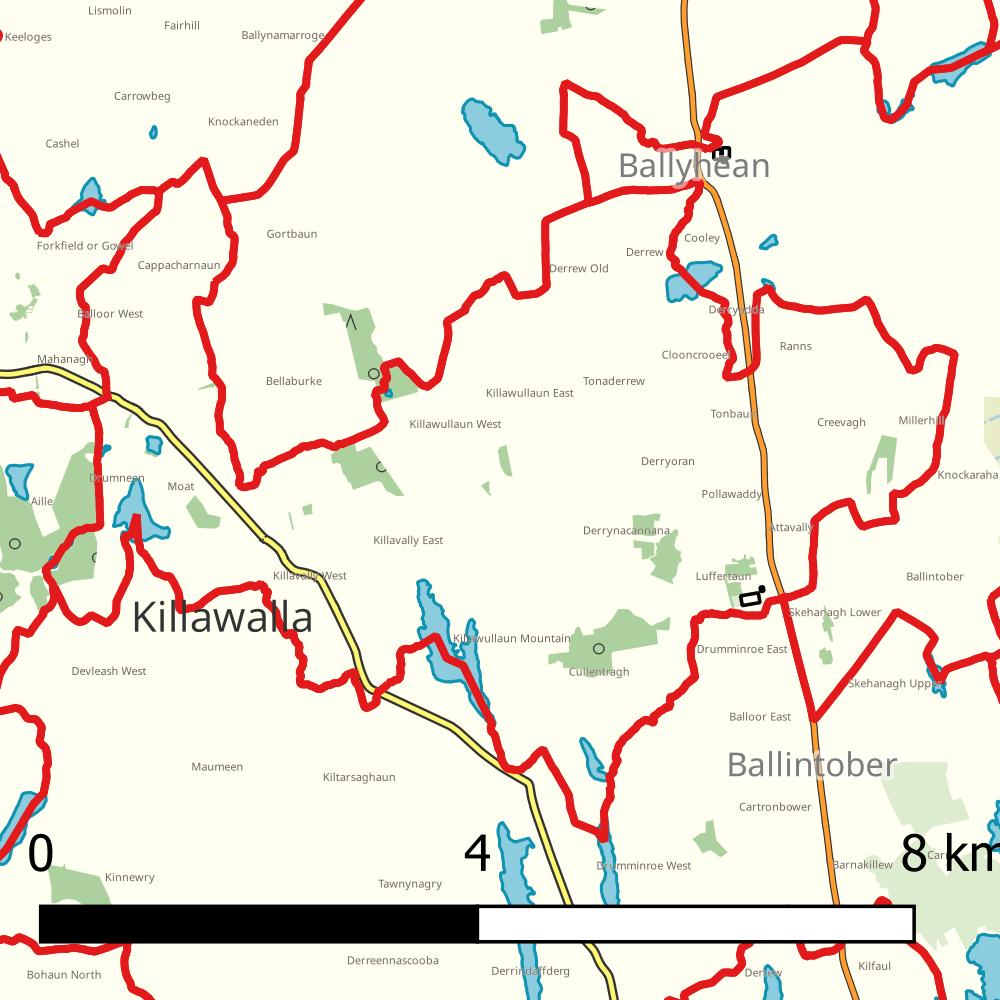 Lismolin
Fairhill
Keeloges
Ballynamarroge
Carrowbeg
Knockaneden
Cashel
Ballyhean
Gortbaun
Cooley
Forkfield or Gowel
Derrew
Cappacharnaun
Derrew Old
Balloor West
Derrycdda
Ranns
Mahanagh
Clooncrooeel
Bellaburke
Tonaderrew
Killawullaun East
Tonbaun
Killawullaun West
Creevagh
Millerhill
Derryoran
Knockaraha
Drumneen
Moat
Pollawaddy
Aille
Derrynacannana
Attavally
Killavally East
Killavally West
Luffertaun
Ballintober
Killawalla
Skehanagh Lower
Killawullaun Mountain
Drumminroe East
Devleash West
Cullentragh
Skehanagh Upper
Balloor East
Maumeen
Kiltarsaghaun
Ballintober
Cartronbower
0
4
8 km
Kinnewry
Tawnynagry
Drumminroe West
Barnakillew
Derreennascooba
Derrindaffderg
Bohaun North
Derrew
Kilfaul